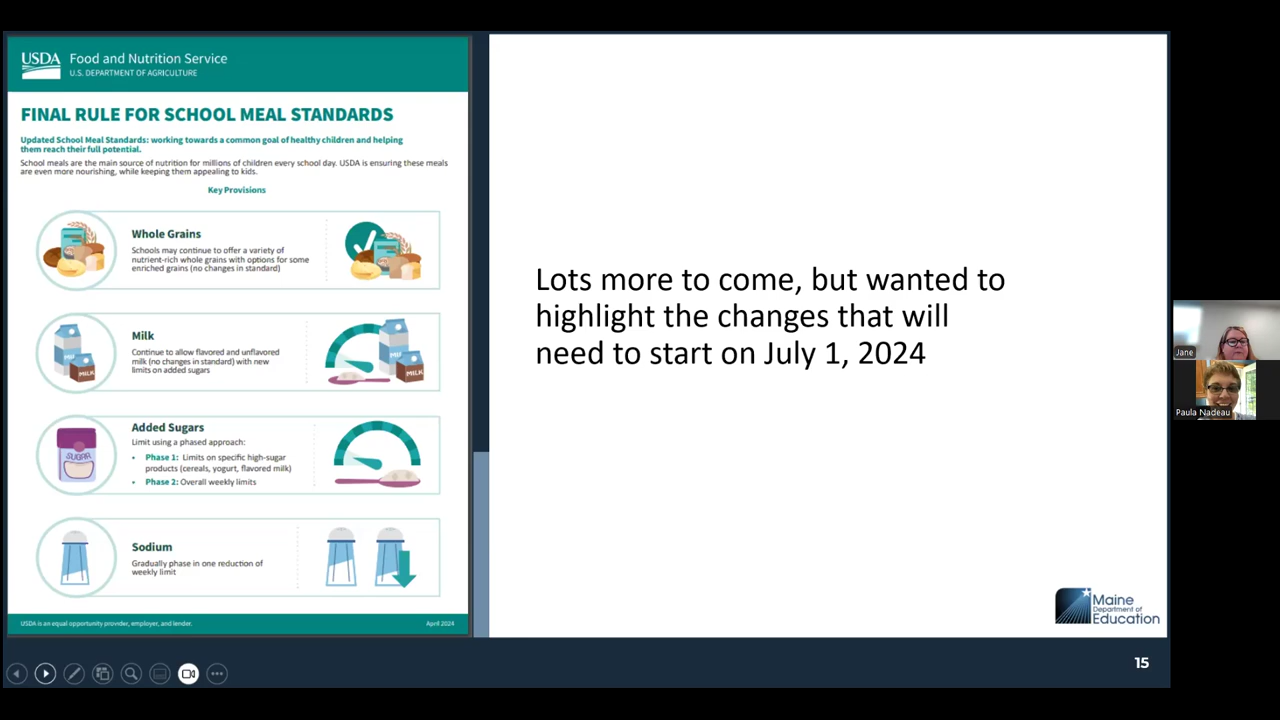 USDA Food and Nutrition Service
U.S. DEPARTMENT OF AGRICULTURE
FINAL RULE FOR SCHOOL MEAL STANDARDS
Updated School Meal Standards: working towards a common goal of healthy children and helping
them reach their full potential.
School meals are the main source of nutrition for millions of children every school day. USDA is ensuring these meals
are even more nourishing, while keeping them appealing to kids.
Key Provisions
Whole Grains
Schools may continue to offer a variety of
nutrient-rich whole grains with options for some
enriched grains (no changes in standard)
Milk
Continue to allow flavored and unflavored
milk (no changes in standard) with new
limits on added sugars
MILK
MILK
Added Sugars
Limit using a phased approach:
• Phase 1: Limits on specific high-sugar
products (cereals, yogurt, flavored milk)
• Phase 2: Overall weekly limits
SUGAR
Sodium
Gradually phase in one reduction of
weekly limit
USDA is an equal opportunity provider, employer, and lender.
April 2024
Lots more to come, but wanted to
highlight the changes that will
need to start on July 1, 2024
Maine
Department of
Education
15
Jane
Paula Nadeau